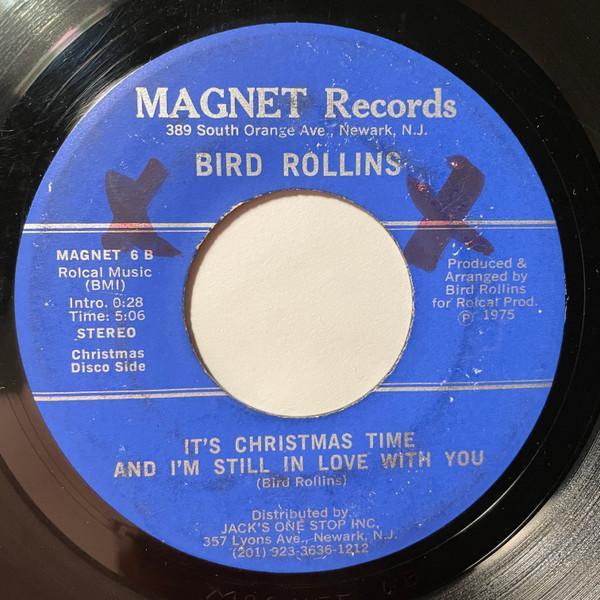 MAGNET Records
389 South Orange Ave., Newark, N.J.
BIRD ROLLINS
MAGNET 6 B
Rolcal Music
(BMI)
Intro. 0:28
Time: 5:06
STEREO
Christmas
Disco Side
Produced &
Arranged by
Bird Rollins
for Rolcal Prod.
Ⓟ 1975
IT'S CHRISTMAS TIME
AND I'M STILL IN LOVE WITH YOU
(Bird Rollins)
Distributed by
JACK'S ONE STOP INC.
357 Lyons Ave., Newark, N.J.
(201) 923-3636-1212